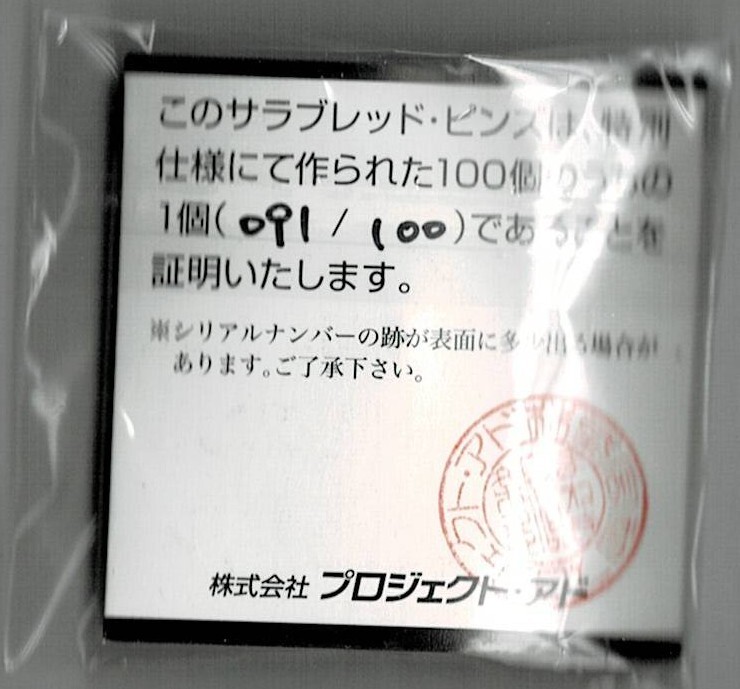 このサラブレッド・ピンズは、特別
仕様にて作られた100個のうちの
1個(091/100)であることを
証明いたします。
※シリアルナンバーの跡が表面に多少出る場合が
あります。ご了承下さい。
株式会社 プロジェクト・アド